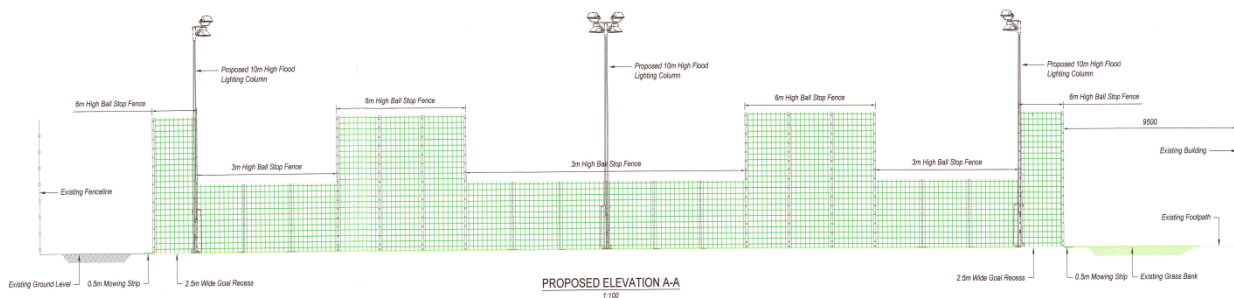 Proposed 10m High Flood
Lighting Column
Proposed 10m High Flood
Lighting Column
Proposed 10m High Flood
Lighting Column
6m High Ball Stop Fence
6m High Ball Stop Fence
6m High Ball Stop Fence
6m High Ball Stop Fence
9500
Existing Building
3m High Ball Stop Fence
3m High Ball Stop Fence
3m High Ball Stop Fence
Existing Fenceline
Existing Footpath
Existing Ground Level
0.5m Mowing Strip
2.5m Wide Goal Recess
PROPOSED ELEVATION A-A
1:100
2.5m Wide Goal Recess
0.5m Mowing Strip
Existing Grass Bank